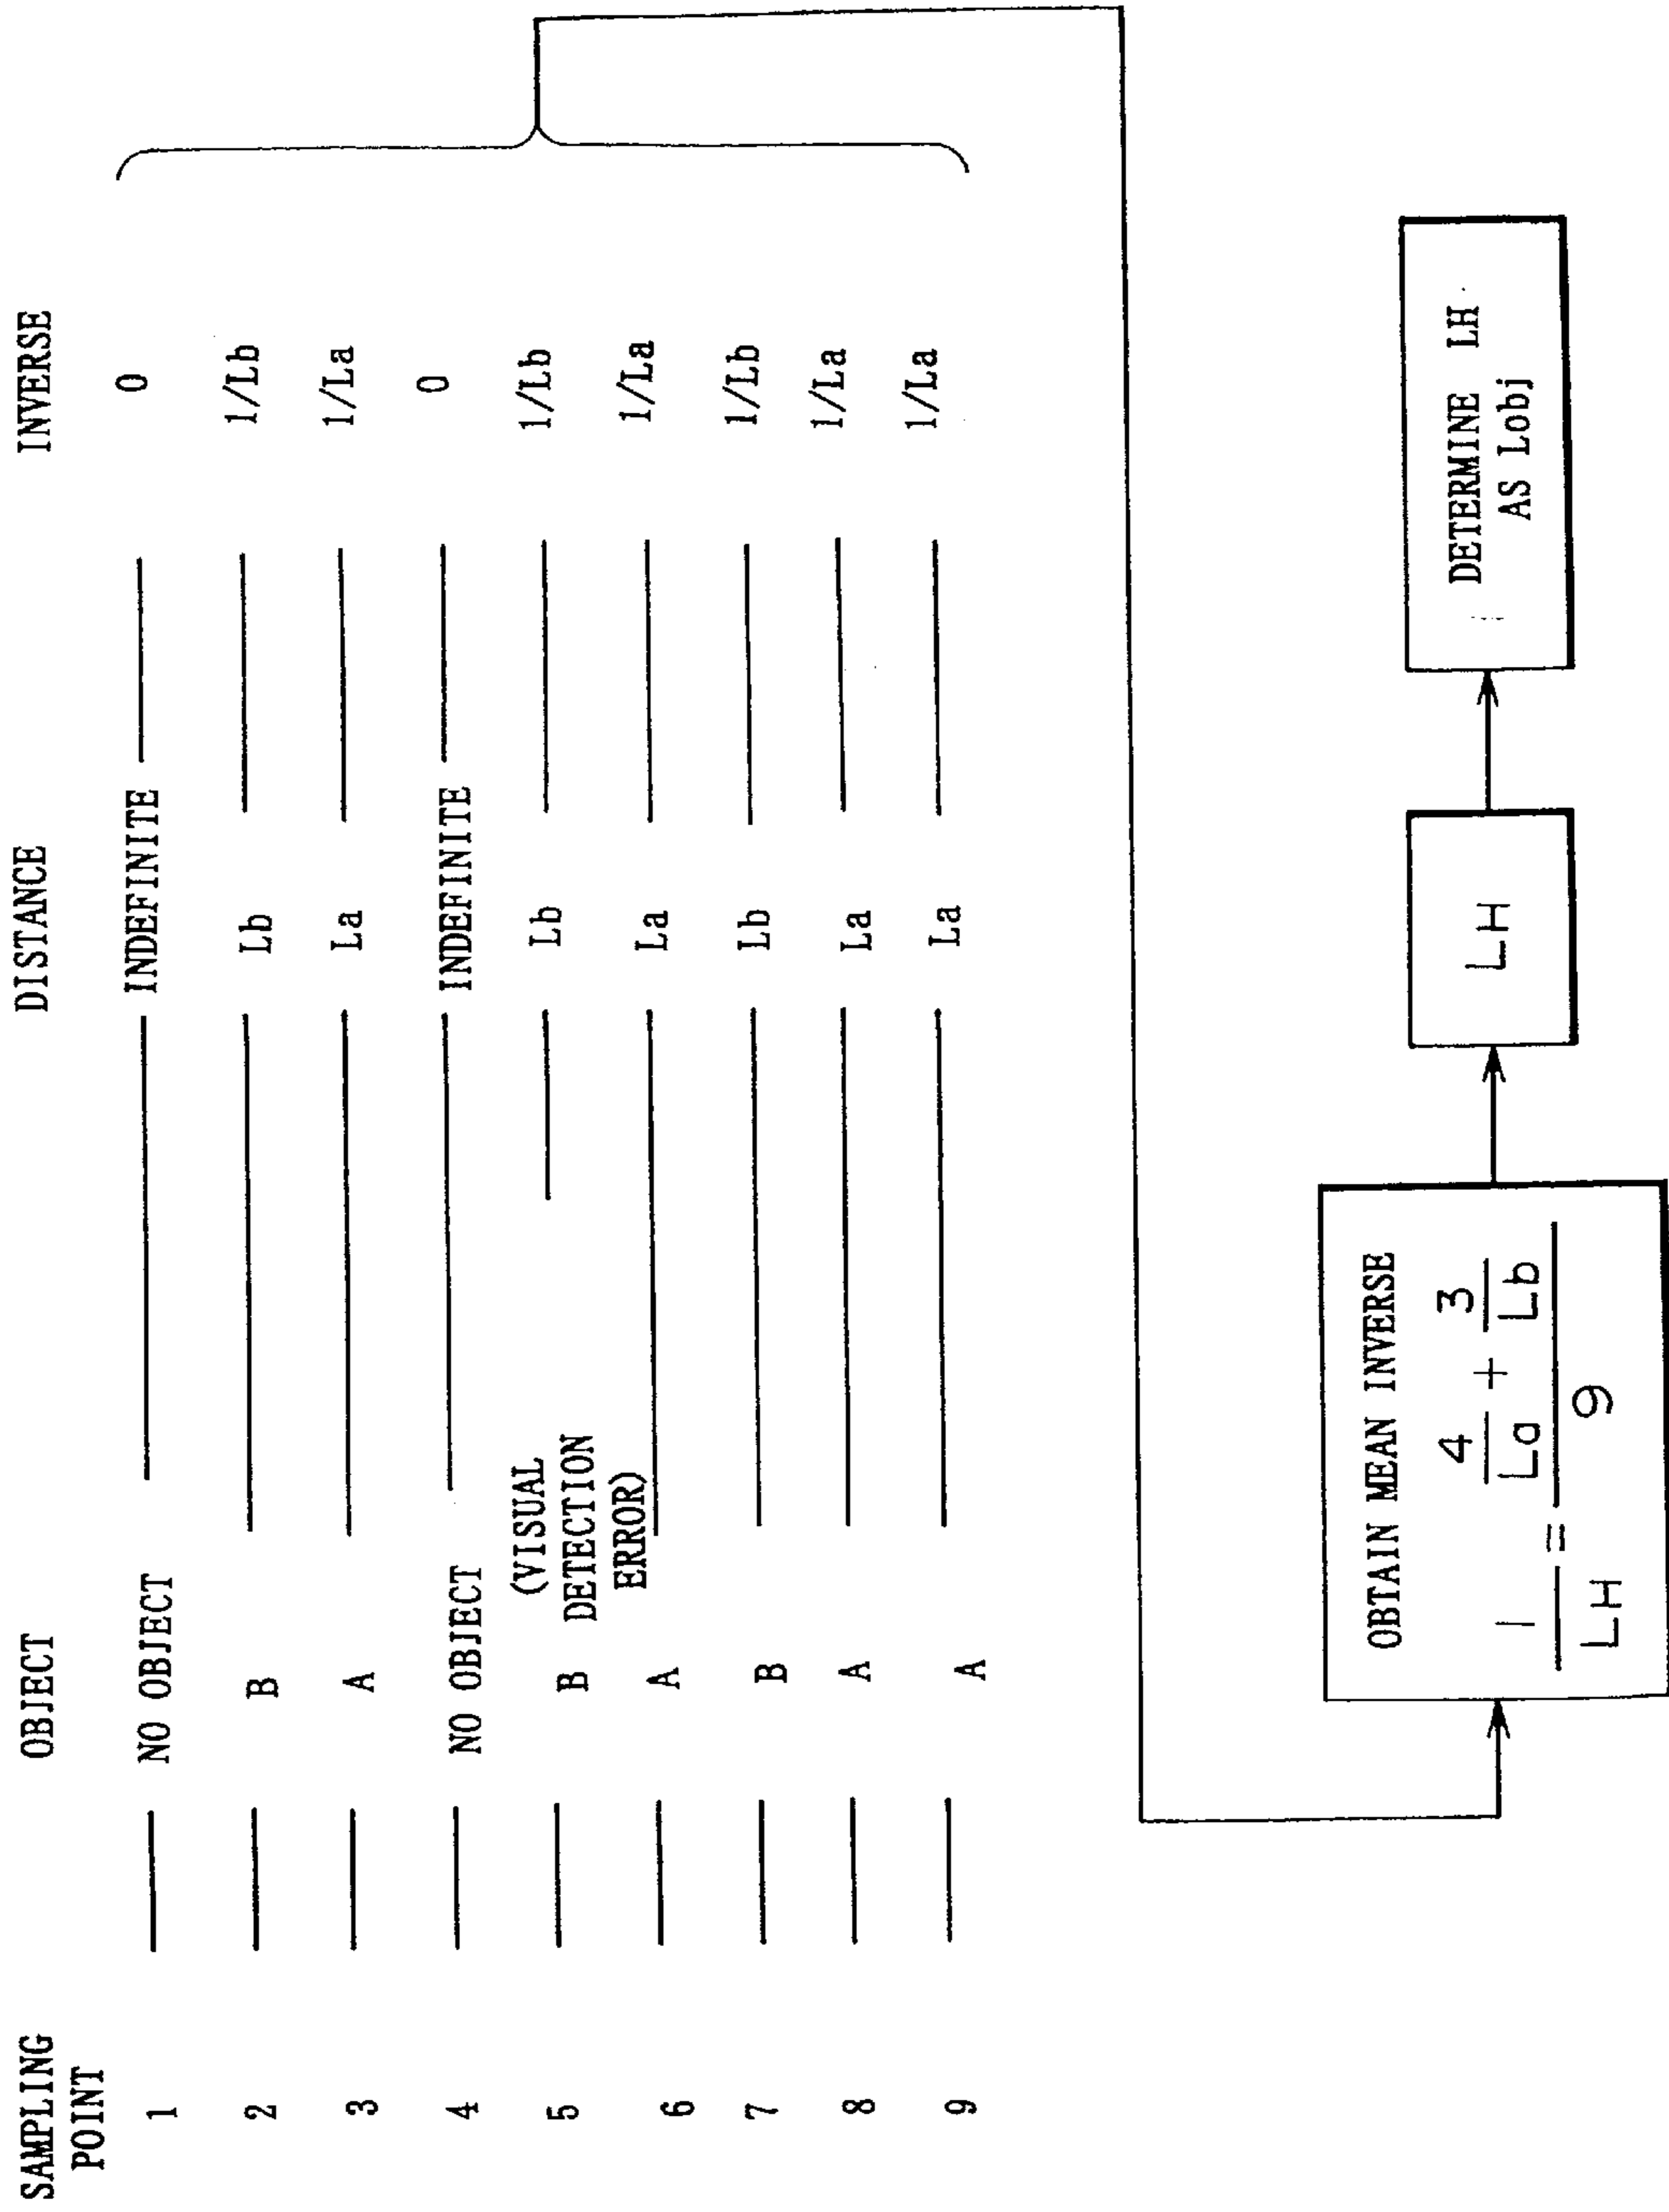 SAMPLING POINT OBJECT DISTANCE INVERSE
1 NO OBJECT INDEFINITE 0
2 B Lb 1/Lb
3 A La 1/La
4 NO OBJECT INDEFINITE 0
5 B (VISUAL DETECTION ERROR) Lb 1/Lb
6 A La 1/La
7 B Lb 1/Lb
8 A La 1/La
9 A La 1/La
OBTAIN MEAN INVERSE
1/LH = (4/La + 3/Lb)/9
LH
DETERMINE LH
AS Lobj